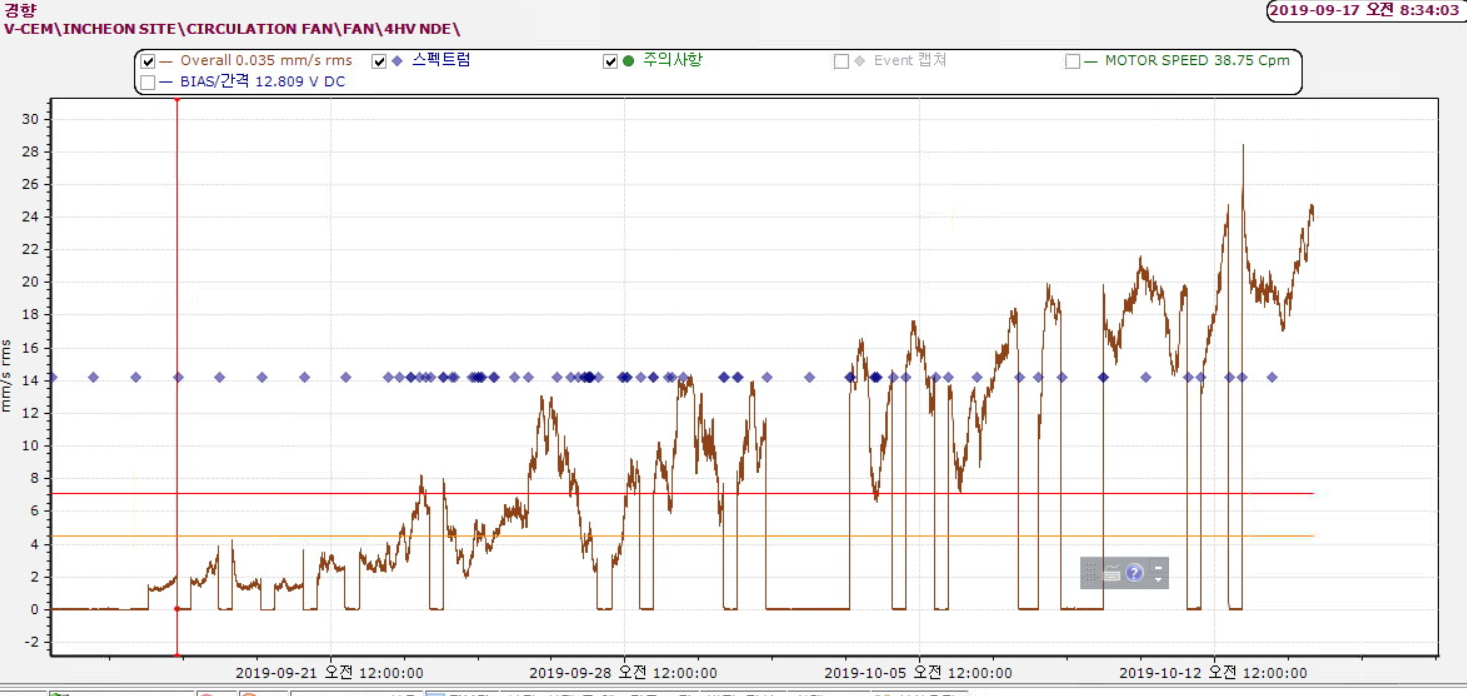 경향
2019-09-17 오전 8:34:03
V-CEM\INCHEON SITE\CIRCULATION FAN\FAN\4HV NDE\
Overall 0.035 mm/s rms 스펙트럼 주의사항 Event 캡쳐 MOTOR SPEED 38.75 Cpm
BIAS/간격 12.809 V DC
30
28
26
24
22
20
18
16
14
12
10
8
6
4
2
0
-2
mm/s rms
2019-09-21 오전 12:00:00 2019-09-28 오전 12:00:00 2019-10-05 오전 12:00:00 2019-10-12 오전 12:00:00